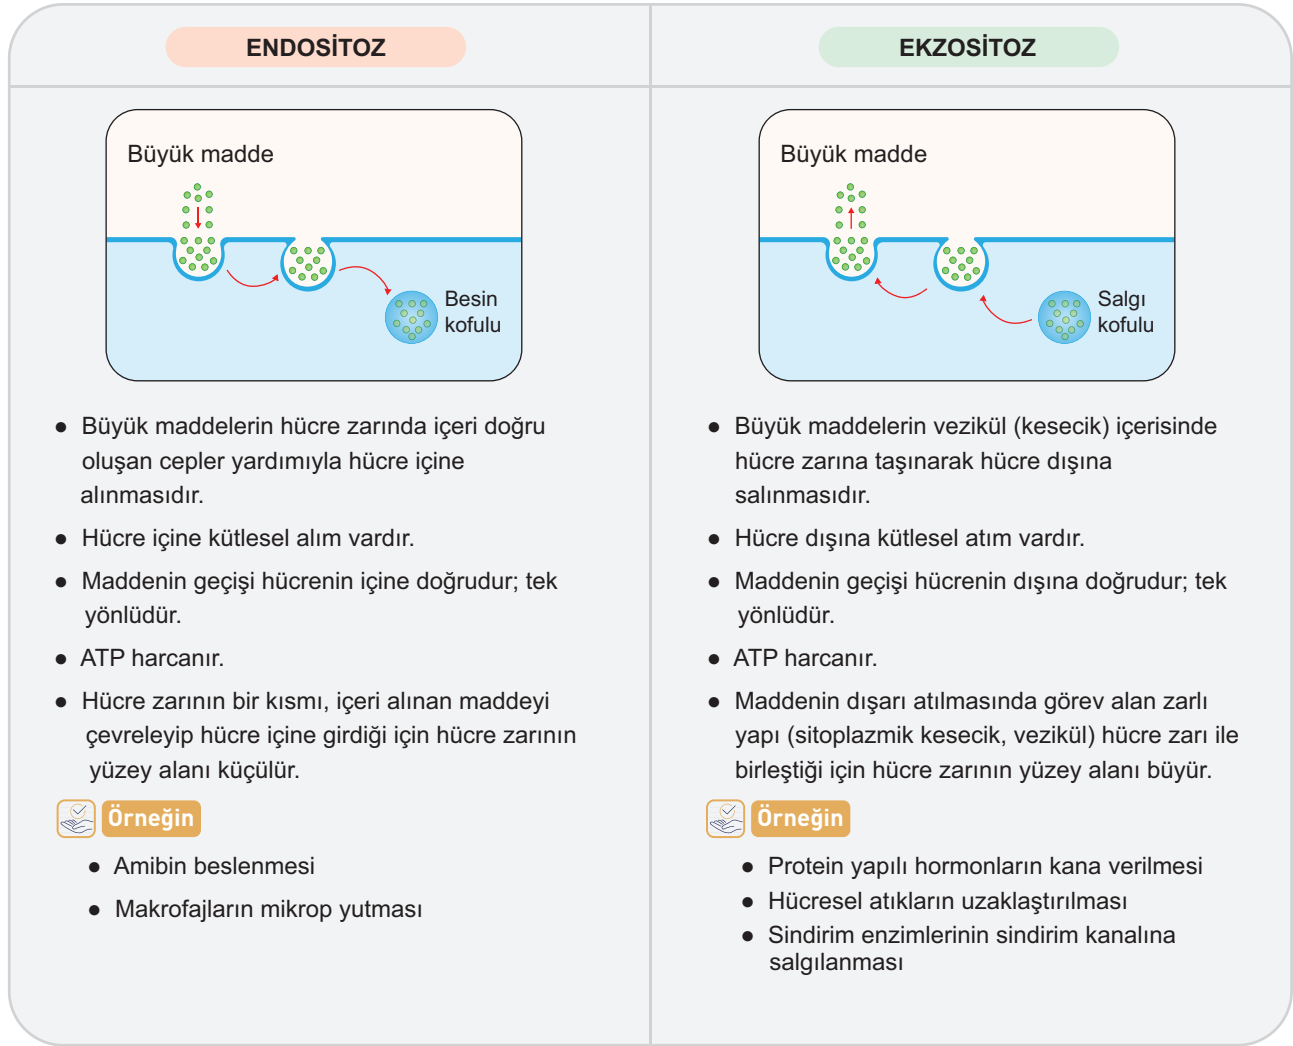 ENDOSİTOZ
Büyük madde
Besin
kofulu
● Büyük maddelerin hücre zarında içeri doğru
oluşan cepler yardımıyla hücre içine
alınmasıdır.
● Hücre içine kütlesel alım vardır.
● Maddenin geçişi hücrenin içine doğrudur; tek
yönlüdür.
● ATP harcanır.
● Hücre zarının bir kısmı, içeri alınan maddeyi
çevreleyip hücre içine girdiği için hücre zarının
yüzey alanı küçülür.
Örneğin
● Amibin beslenmesi
● Makrofajların mikrop yutması
EKZOSİTOZ
Büyük madde
Salgı
kofulu
● Büyük maddelerin vezikül (kesecik) içerisinde
hücre zarına taşınarak hücre dışına
salınmasıdır.
● Hücre dışına kütlesel atım vardır.
● Maddenin geçişi hücrenin dışına doğrudur; tek
yönlüdür.
● ATP harcanır.
● Maddenin dışarı atılmasında görev alan zarlı
yapı (sitoplazmik kesecik, vezikül) hücre zarı ile
birleştiği için hücre zarının yüzey alanı büyür.
Örneğin
● Protein yapılı hormonların kana verilmesi
● Hücresel atıkların uzaklaştırılması
● Sindirim enzimlerinin sindirim kanalına
salgılanması